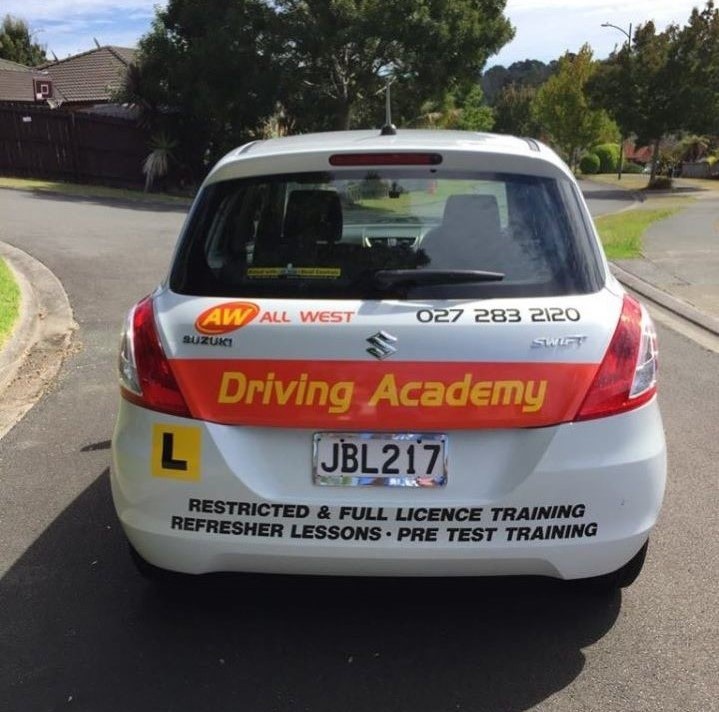 AW ALL WEST 027 283 2120
SUZUKI SWIFT
Driving Academy
L
JBL217
RESTRICTED & FULL LICENCE TRAINING
REFRESHER LESSONS · PRE TEST TRAINING